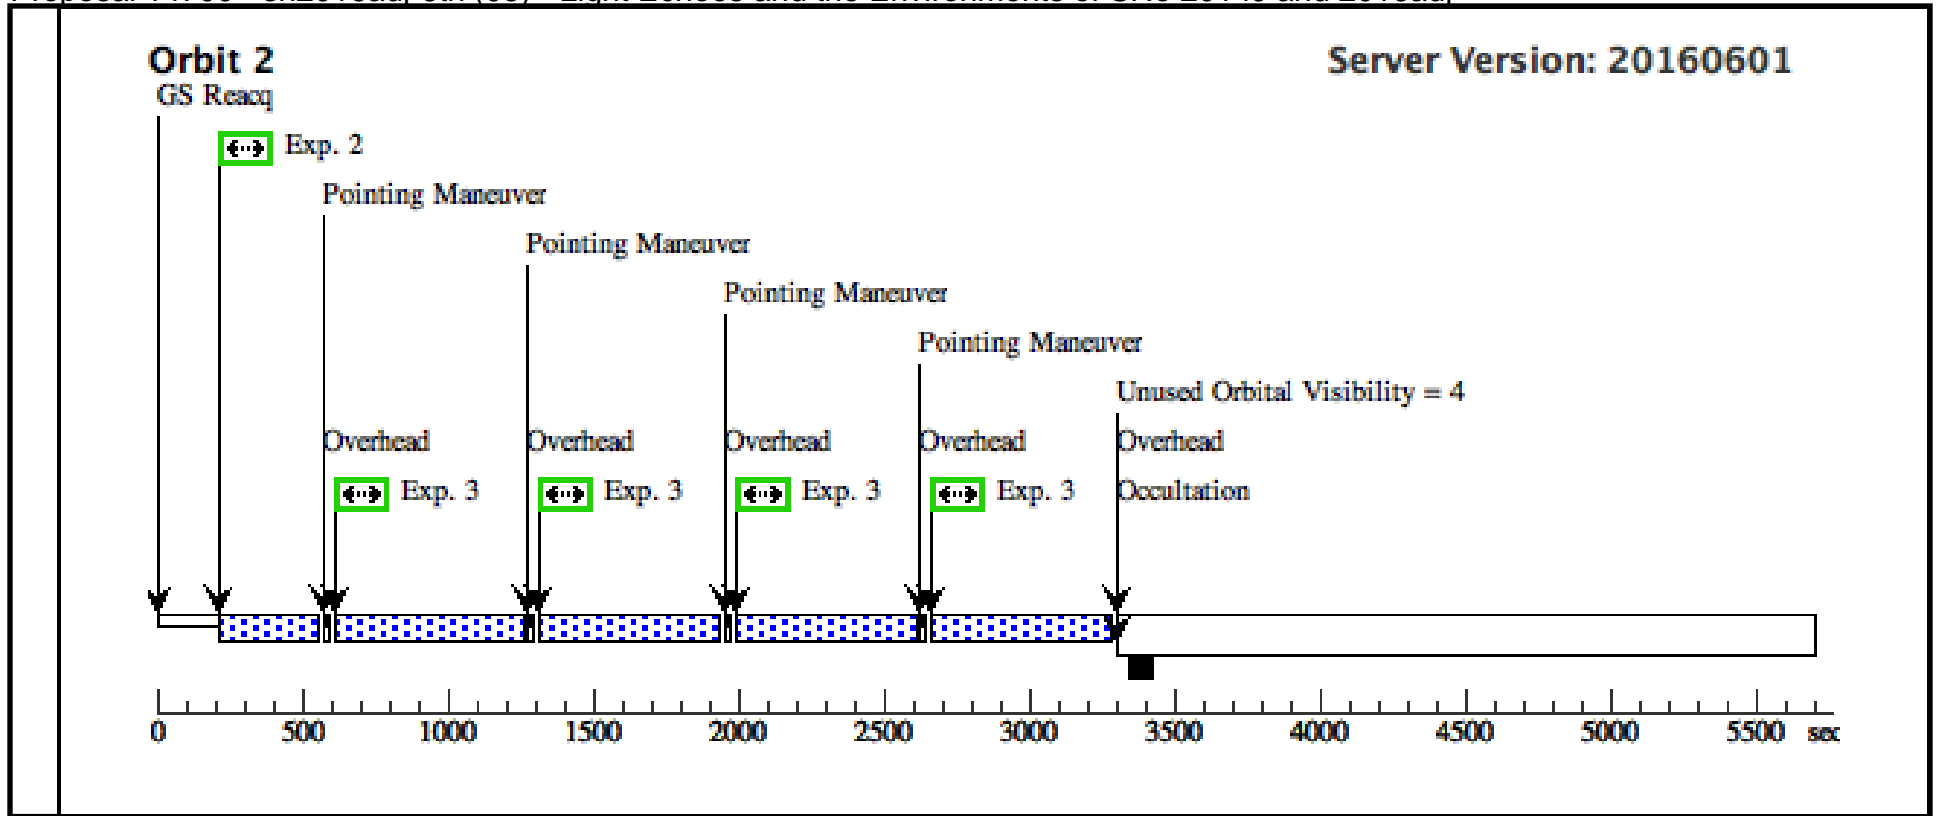 Orbit 2
Server Version: 20160601
GS Reacq
Exp. 2
Pointing Maneuver
Pointing Maneuver
Pointing Maneuver
Pointing Maneuver
Unused Orbital Visibility = 4
Overhead Overhead Overhead Overhead Overhead
Exp. 3 Exp. 3 Exp. 3 Exp. 3 Occultation
0 500 1000 1500 2000 2500 3000 3500 4000 4500 5000 5500 sec